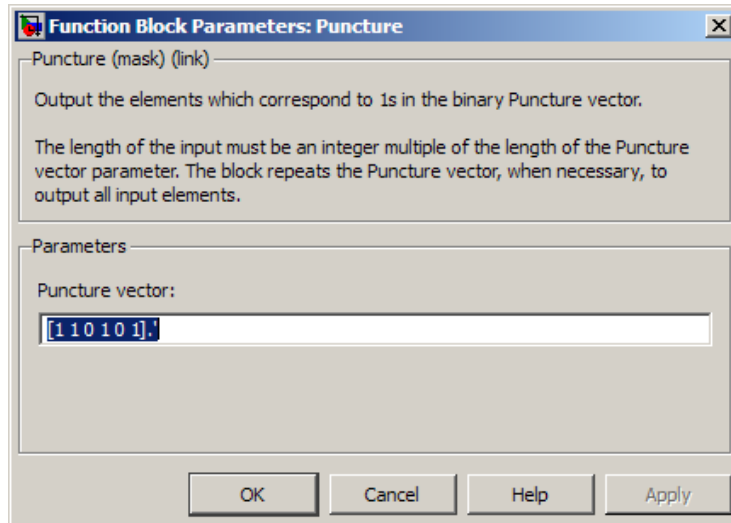 Function Block Parameters: Puncture
Puncture (mask) (link)
Output the elements which correspond to 1s in the binary Puncture vector.
The length of the input must be an integer multiple of the length of the Puncture
vector parameter. The block repeats the Puncture vector, when necessary, to
output all input elements.
Parameters
Puncture vector:
[1 1 0 1 0 1].'
OK Cancel Help Apply